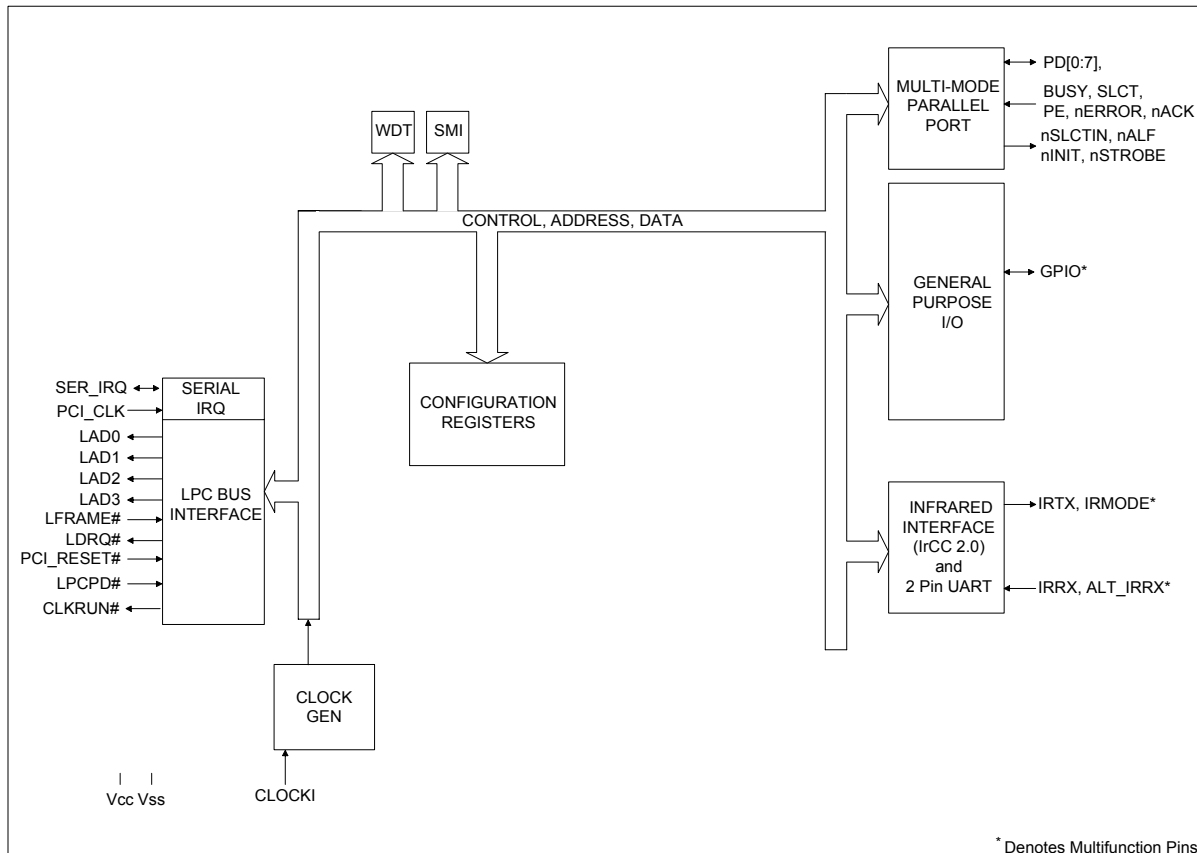 WDT
SMI
MULTI-MODE
PARALLEL
PORT
PD[0:7],
BUSY, SLCT,
PE, nERROR, nACK
nSLCTIN, nALF
nINIT, nSTROBE
CONTROL, ADDRESS, DATA
GENERAL
PURPOSE
I/O
GPIO*
CONFIGURATION
REGISTERS
SER_IRQ
PCI_CLK
LAD0
LAD1
LAD2
LAD3
LFRAME#
LDRQ#
PCI_RESET#
LPCPD#
CLKRUN#
SERIAL
IRQ
LPC BUS
INTERFACE
INFRARED
INTERFACE
(IrCC 2.0)
and
2 Pin UART
IRTX, IRMODE*
IRRX, ALT_IRRX*
CLOCK
GEN
CLOCKI
Vcc Vss
* Denotes Multifunction Pins